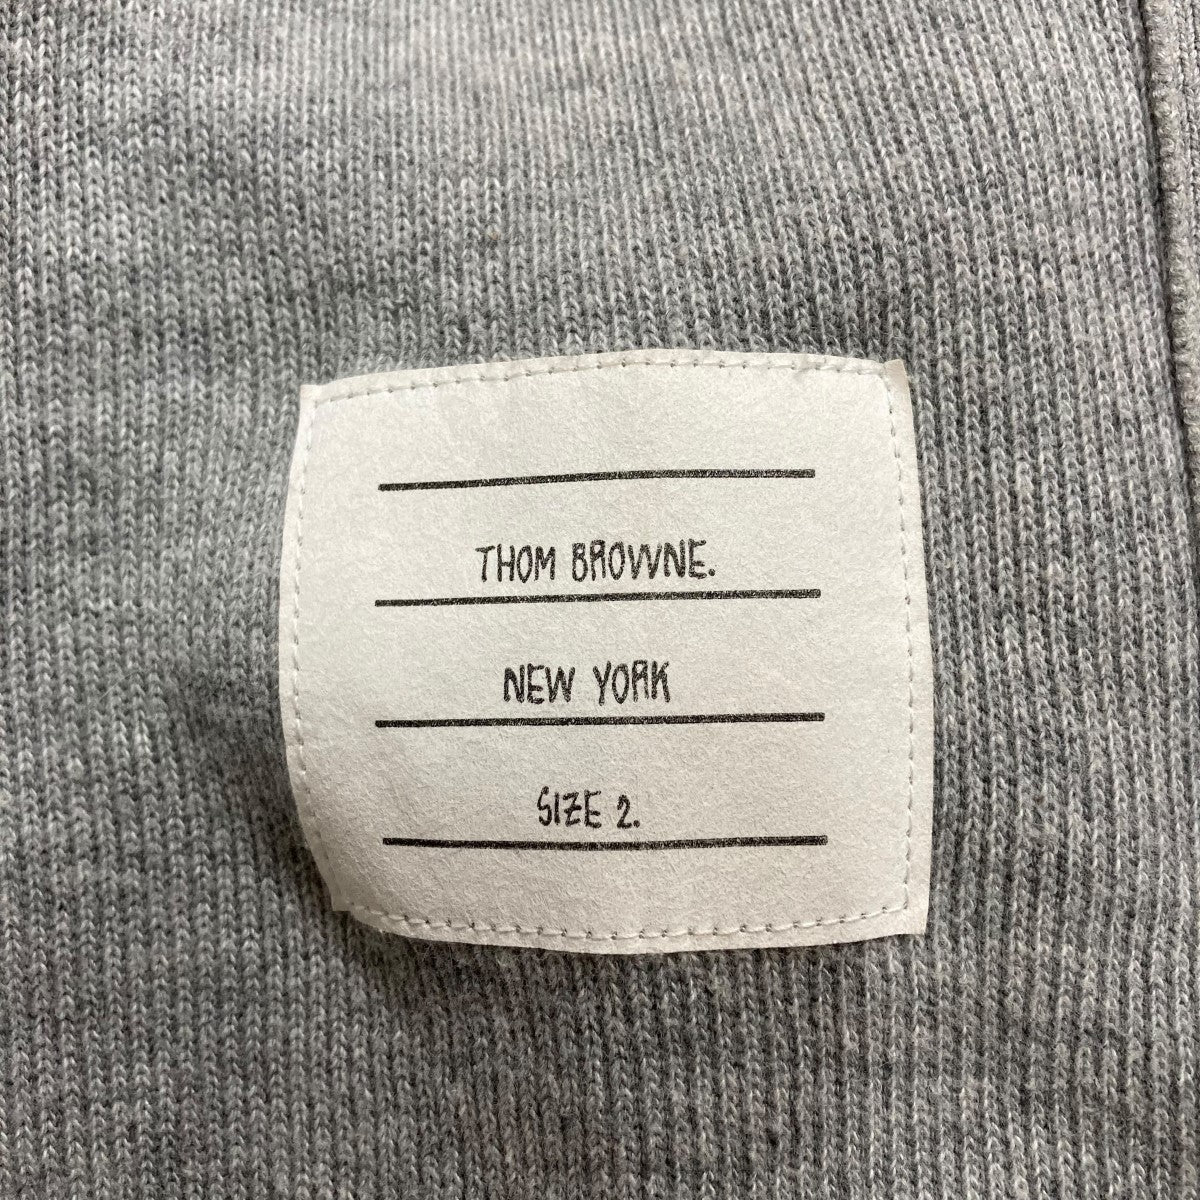 THOM BROWNE.
NEW YORK
SIZE 2.